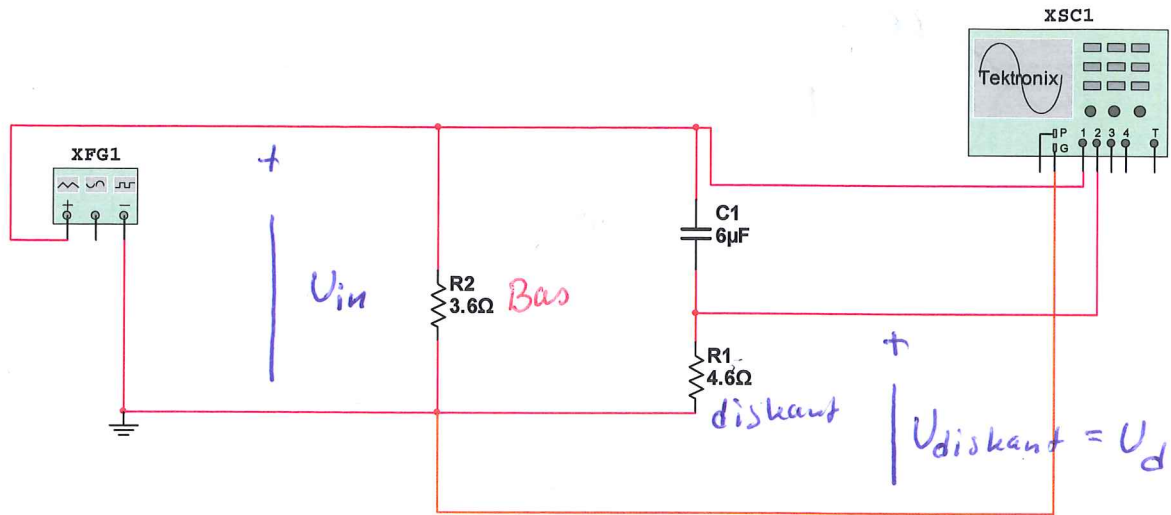 XSC1
Tektronix
P
G
1 2 3 4 T
XFG1
+ −
+
Uin
R2
3.6Ω
Bas
C1
6µF
R1
4.6Ω
diskant
+
Udiskant = Ud